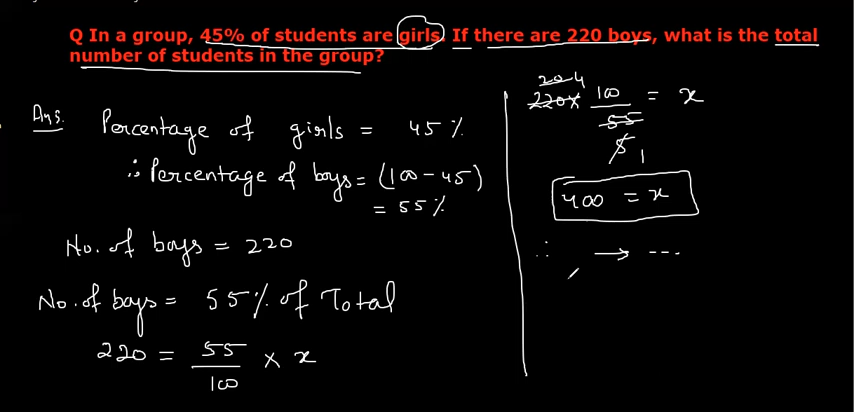 Q In a group, 45% of students are girls. If there are 220 boys, what is the total
number of students in the group?
Ans.
Percentage of girls = 45%
∴ Percentage of boys = (100 - 45)
= 55%
No. of boys = 220
No. of boys = 55% of Total
220 = 55/100 × x
20 4
220 × 100/55 = x
5 1
400 = x
∴ → ---